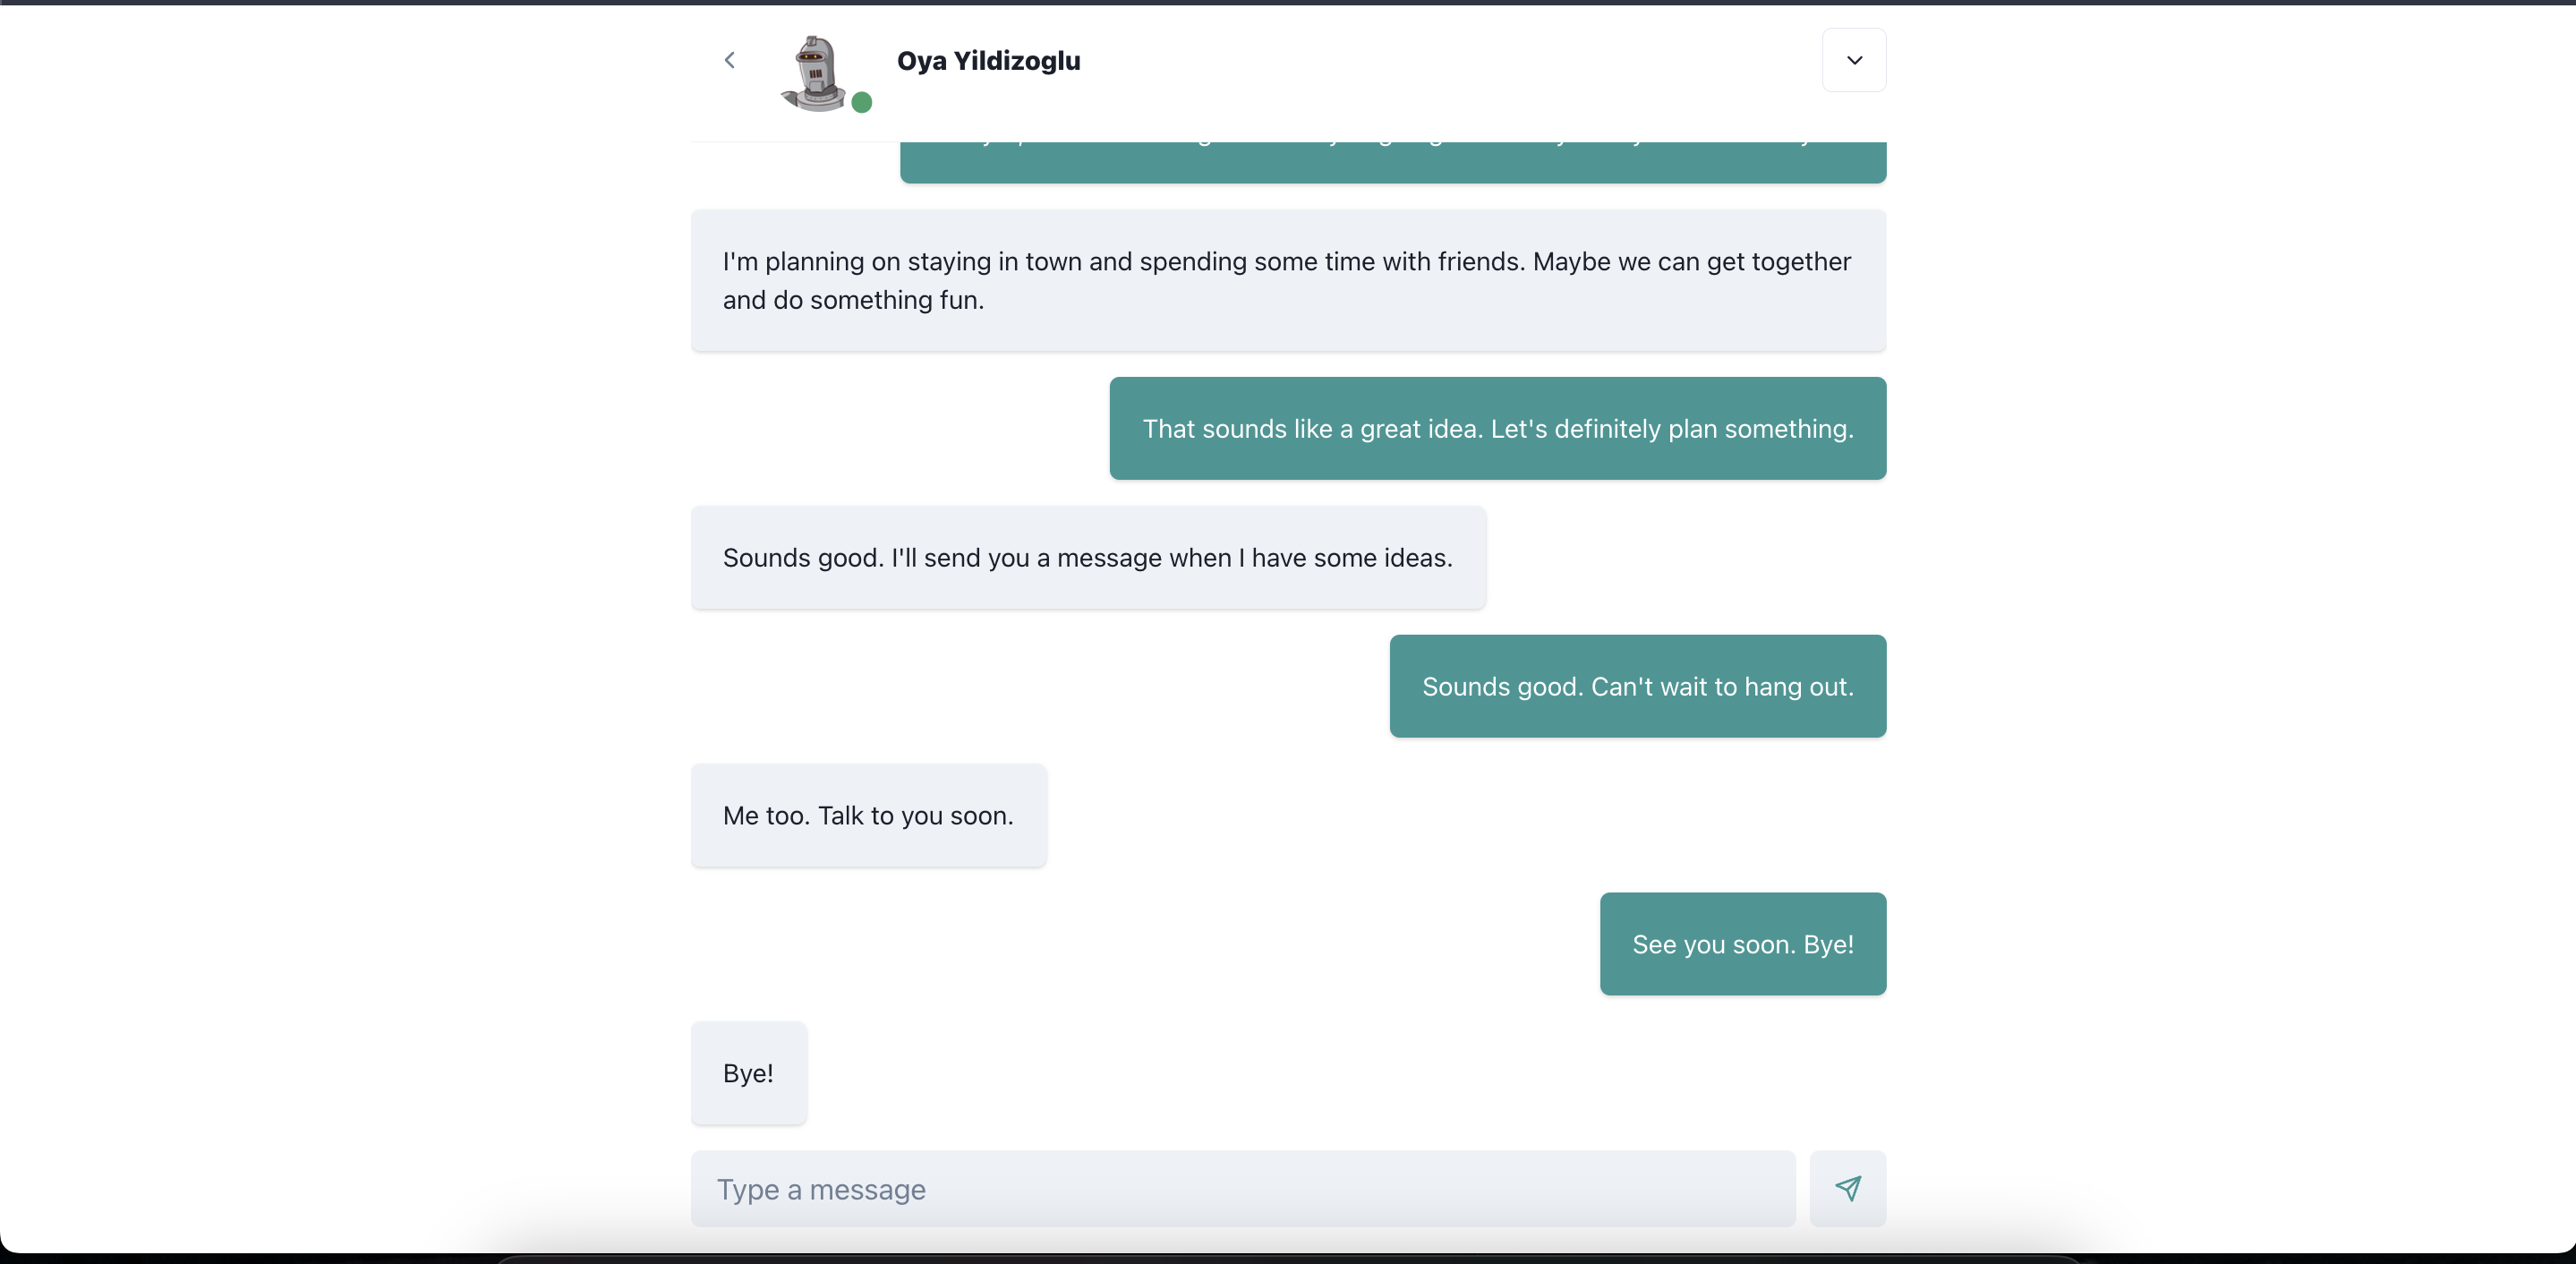 Oya Yildizoglu
I'm planning on staying in town and spending some time with friends. Maybe we can get together
and do something fun.
That sounds like a great idea. Let's definitely plan something.
Sounds good. I'll send you a message when I have some ideas.
Sounds good. Can't wait to hang out.
Me too. Talk to you soon.
See you soon. Bye!
Bye!
Type a message